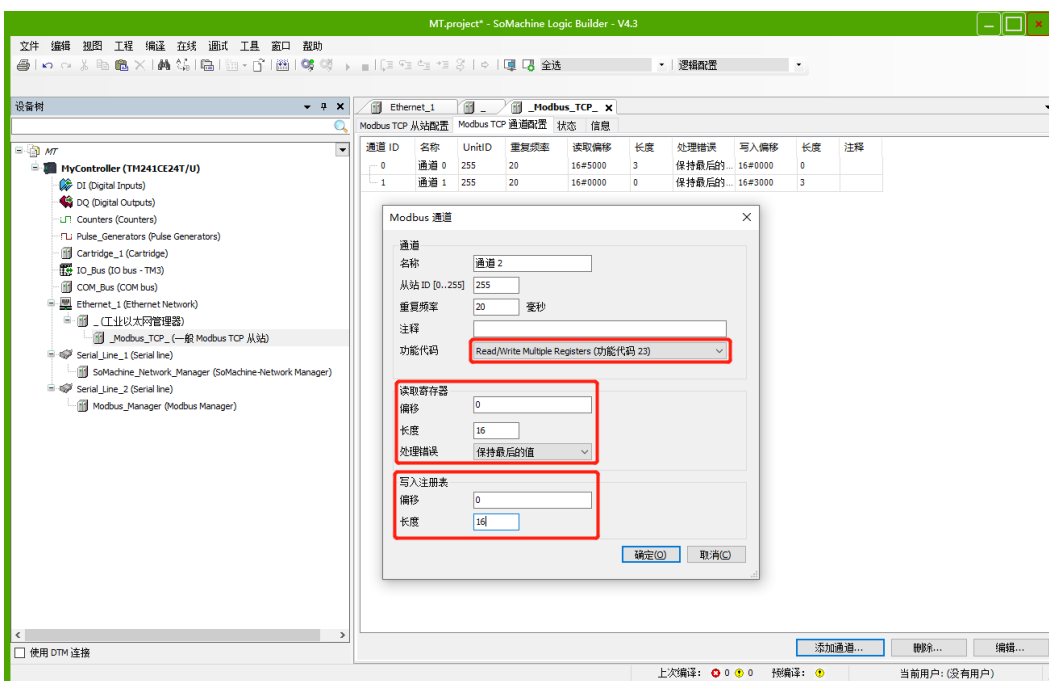 MT.project* - SoMachine Logic Builder - V4.3
文件 编辑 视图 工程 编译 在线 调试 工具 窗口 帮助
全选 逻辑配置
设备树
Ethernet_1 _ _Modbus_TCP_ x
Modbus TCP 从站配置 Modbus TCP 通道配置 状态 信息
通道 ID 名称 UnitID 重复频率 读取偏移 长度 处理错误 写入偏移 长度 注释
0 通道 0 255 20 16#5000 3 保持最后的... 16#0000 0
1 通道 1 255 20 16#0000 0 保持最后的... 16#3000 3
MT
MyController (TM241CE24T/U)
DI (Digital Inputs)
DQ (Digital Outputs)
Counters (Counters)
Pulse_Generators (Pulse Generators)
Cartridge_1 (Cartridge)
IO_Bus (IO bus - TM3)
COM_Bus (COM bus)
Ethernet_1 (Ethernet Network)
_ (工业以太网管理器)
_Modbus_TCP_ (一般 Modbus TCP 从站)
Serial_Line_1 (Serial line)
SoMachine_Network_Manager (SoMachine-Network Manager)
Serial_Line_2 (Serial line)
Modbus_Manager (Modbus Manager)
Modbus 通道
通道
名称 通道 2
从站 ID [0..255] 255
重复频率 20 毫秒
注释
功能代码 Read/Write Multiple Registers (功能代码 23)
读取寄存器
偏移 0
长度 16
处理错误 保持最后的值
写入注册表
偏移 0
长度 16
确定(O) 取消(C)
使用 DTM 连接
添加通道... 删除... 编辑...
上次编译: 0 0 预编译: 当前用户: (没有用户)